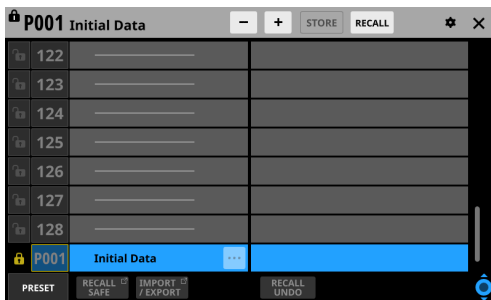 P001 Initial Data - + STORE RECALL ×
122
123
124
125
126
127
128
P001 Initial Data ...
PRESET RECALL SAFE IMPORT / EXPORT RECALL UNDO